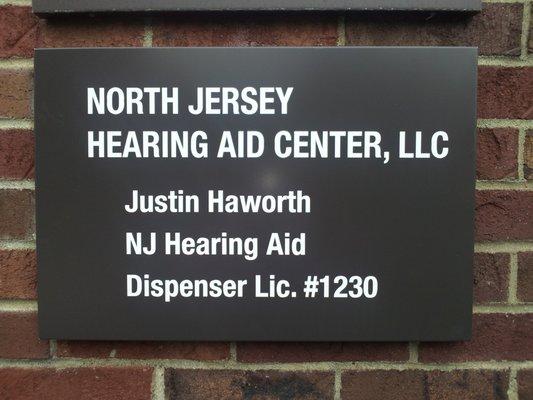 NORTH JERSEY
HEARING AID CENTER, LLC
Justin Haworth
NJ Hearing Aid
Dispenser Lic. #1230